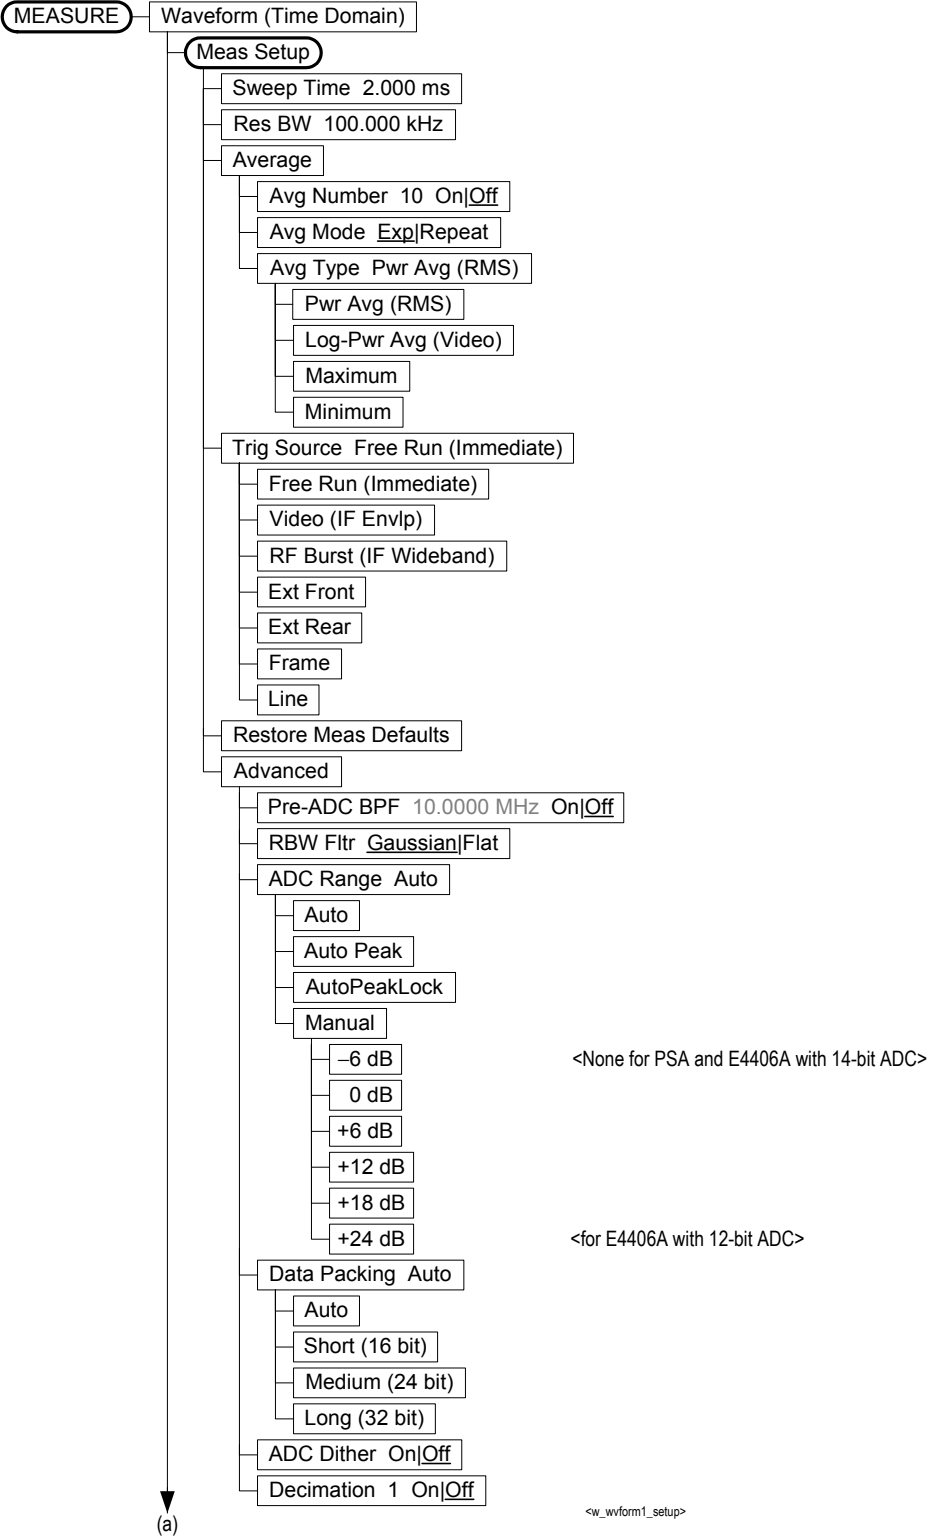 MEASURE Waveform (Time Domain)
Meas Setup
Sweep Time 2.000 ms
Res BW 100.000 kHz
Average
Avg Number 10 On|Off
Avg Mode Exp|Repeat
Avg Type Pwr Avg (RMS)
Pwr Avg (RMS)
Log-Pwr Avg (Video)
Maximum
Minimum
Trig Source Free Run (Immediate)
Free Run (Immediate)
Video (IF Envlp)
RF Burst (IF Wideband)
Ext Front
Ext Rear
Frame
Line
Restore Meas Defaults
Advanced
Pre-ADC BPF 10.0000 MHz On|Off
RBW Fltr Gaussian|Flat
ADC Range Auto
Auto
Auto Peak
AutoPeakLock
Manual
–6 dB <None for PSA and E4406A with 14-bit ADC>
0 dB
+6 dB
+12 dB
+18 dB
+24 dB <for E4406A with 12-bit ADC>
Data Packing Auto
Auto
Short (16 bit)
Medium (24 bit)
Long (32 bit)
ADC Dither On|Off
Decimation 1 On|Off
<w_wvform1_setup>
(a)